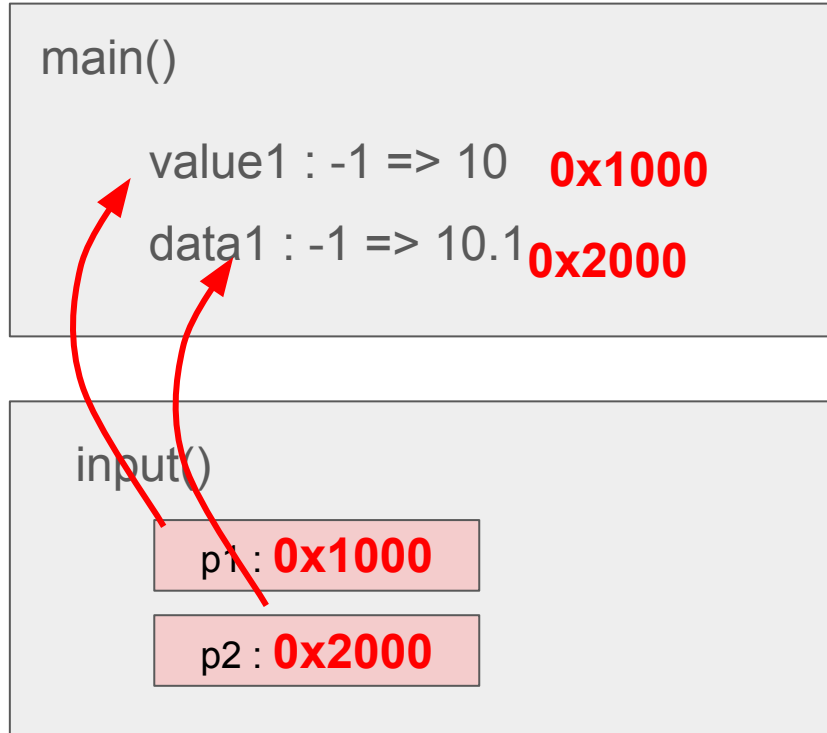 main()
value1 : -1 => 10 0x1000
data1 : -1 => 10.1 0x2000
input()
p1 : 0x1000
p2 : 0x2000